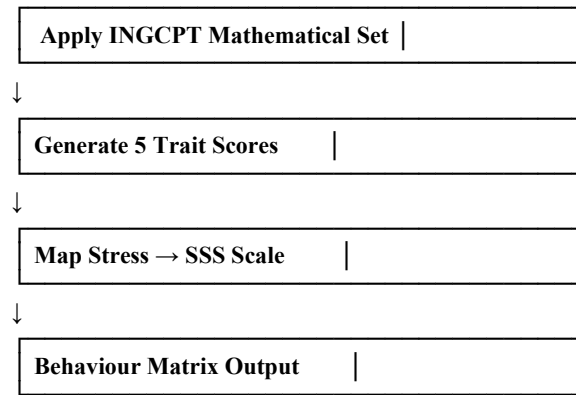 Apply INGCPT Mathematical Set │
↓
Generate 5 Trait Scores │
↓
Map Stress → SSS Scale │
↓
Behaviour Matrix Output │